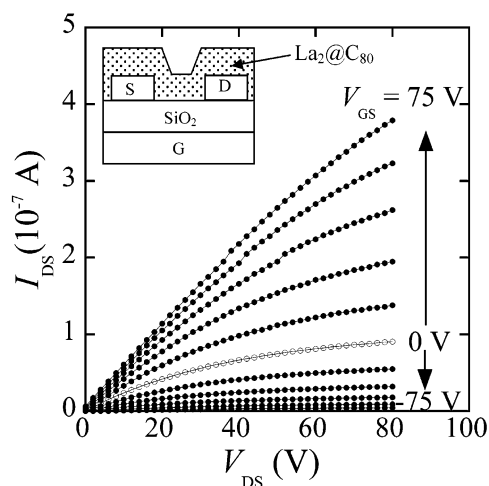 5
La₂@C₈₀
S
D
SiO₂
G
V_GS = 75 V
4
3
2
1
0 V
-75 V
0
I_DS (10⁻⁷ A)
0 20 40 60 80 100
V_DS (V)